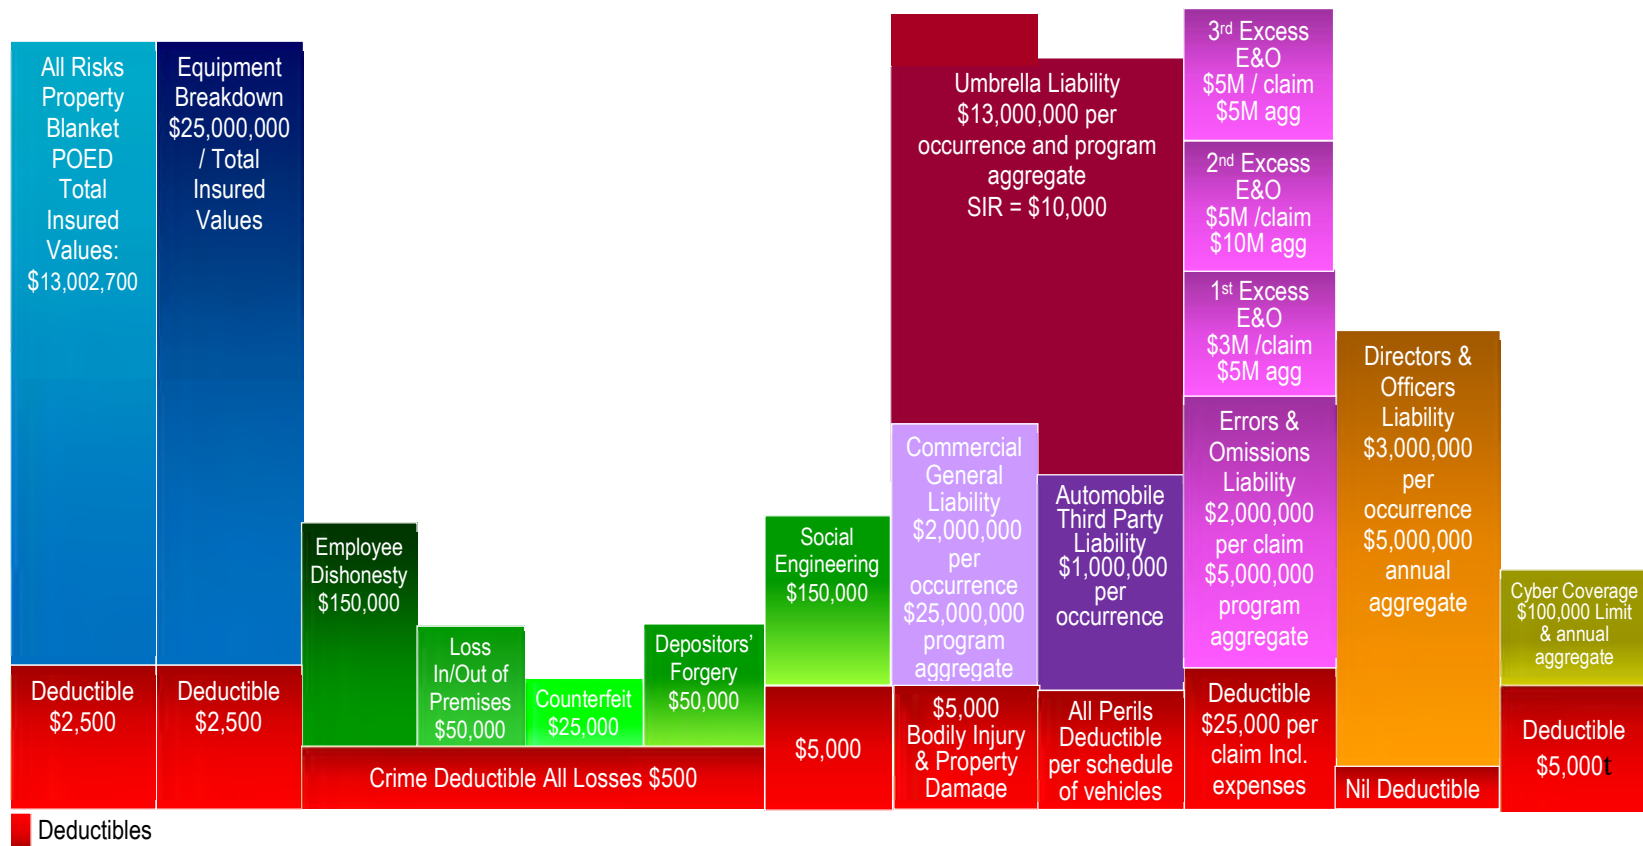 All Risks
Property
Blanket
POED
Total
Insured
Values:
$13,002,700
Deductible
$2,500
Equipment
Breakdown
$25,000,000
/ Total
Insured
Values
Deductible
$2,500
Employee
Dishonesty
$150,000
Loss
In/Out of
Premises
$50,000
Counterfeit
$25,000
Depositors’
Forgery
$50,000
Crime Deductible All Losses $500
Social
Engineering
$150,000
$5,000
Umbrella Liability
$13,000,000 per
occurrence and program
aggregate
SIR = $10,000
Commercial
General
Liability
$2,000,000
per
occurrence
$25,000,000
program
aggregate
$5,000
Bodily Injury
& Property
Damage
Automobile
Third Party
Liability
$1,000,000
per
occurrence
All Perils
Deductible
per schedule
of vehicles
3rd Excess
E&O
$5M / claim
$5M agg
2nd Excess
E&O
$5M /claim
$10M agg
1st Excess
E&O
$3M /claim
$5M agg
Errors &
Omissions
Liability
$2,000,000
per claim
$5,000,000
program
aggregate
Deductible
$25,000 per
claim Incl.
expenses
Directors &
Officers
Liability
$3,000,000
per
occurrence
$5,000,000
annual
aggregate
Nil Deductible
Cyber Coverage
$100,000 Limit
& annual
aggregate
Deductible
$5,000t
Deductibles